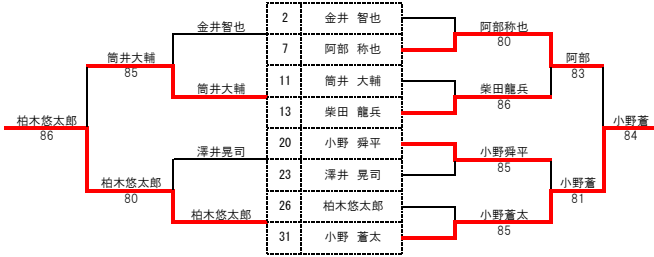 2 金井 智也
7 阿部 称也
11 筒井 大輔
13 柴田 龍兵
20 小野 舜平
23 澤井 晃司
26 柏木悠太郎
31 小野 蒼太
金井智也
筒井大輔
85
筒井大輔
柏木悠太郎
86
澤井晃司
柏木悠太郎
80
柏木悠太郎
阿部称也
80
阿部
83
柴田龍兵
86
小野蒼
84
小野舜平
85
小野蒼
81
小野蒼太
85